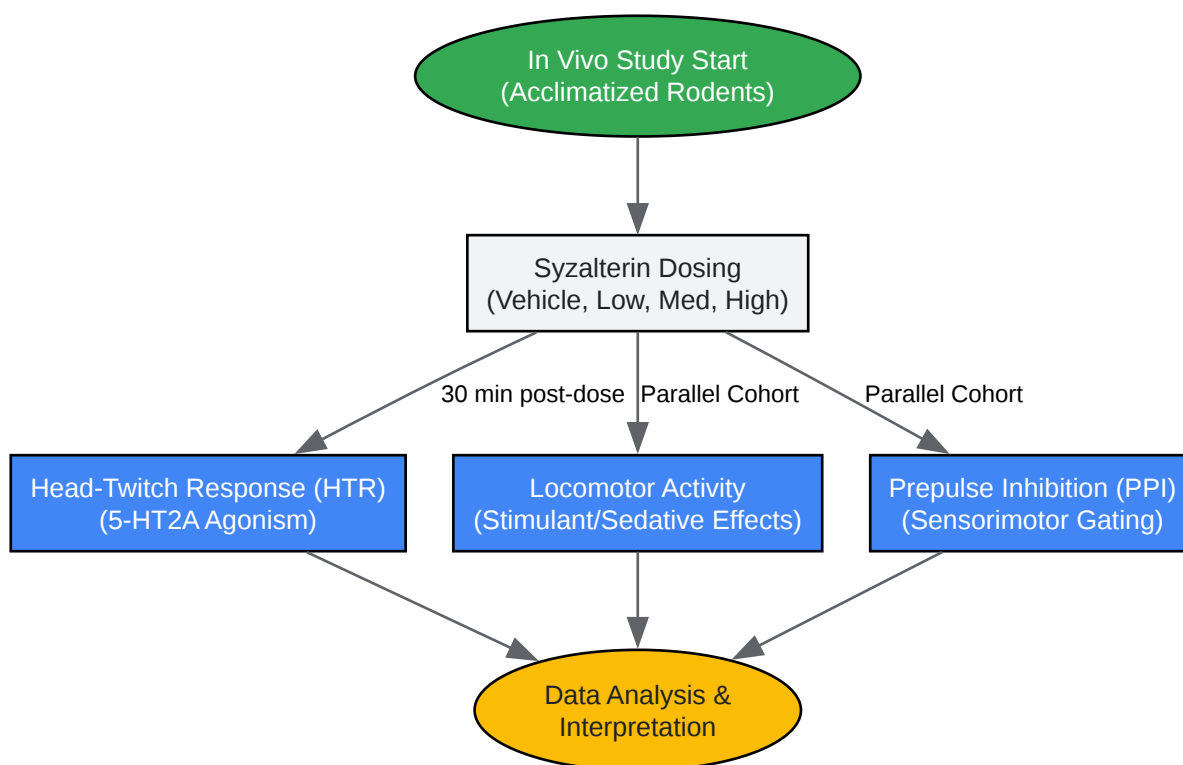 In Vivo Study Start
(Acclimatized Rodents)
Syzalterin Dosing
(Vehicle, Low, Med, High)
30 min post-dose
Parallel Cohort
Parallel Cohort
Head-Twitch Response (HTR)
(5-HT2A Agonism)
Locomotor Activity
(Stimulant/Sedative Effects)
Prepulse Inhibition (PPI)
(Sensorimotor Gating)
Data Analysis &
Interpretation